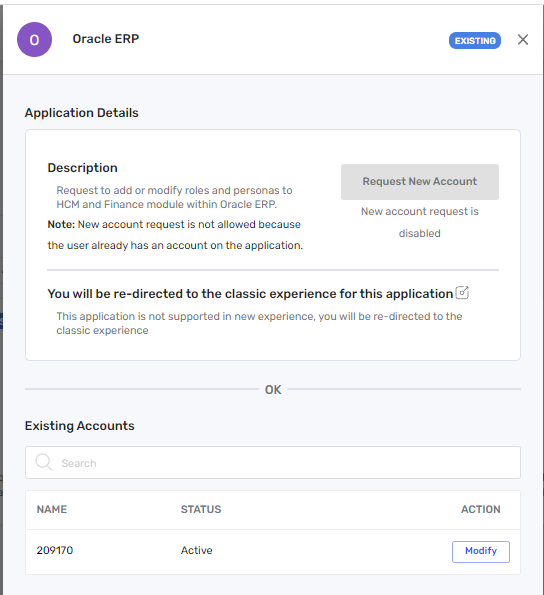 O
Oracle ERP
EXISTING
Application Details
Description
Request to add or modify roles and personas to
HCM and Finance module within Oracle ERP.
Note: New account request is not allowed because
the user already has an account on the application.
Request New Account
New account request is
disabled
You will be re-directed to the classic experience for this application
This application is not supported in new experience, you will be re-directed to the
classic experience
OK
Existing Accounts
Search
NAME STATUS ACTION
209170 Active Modify